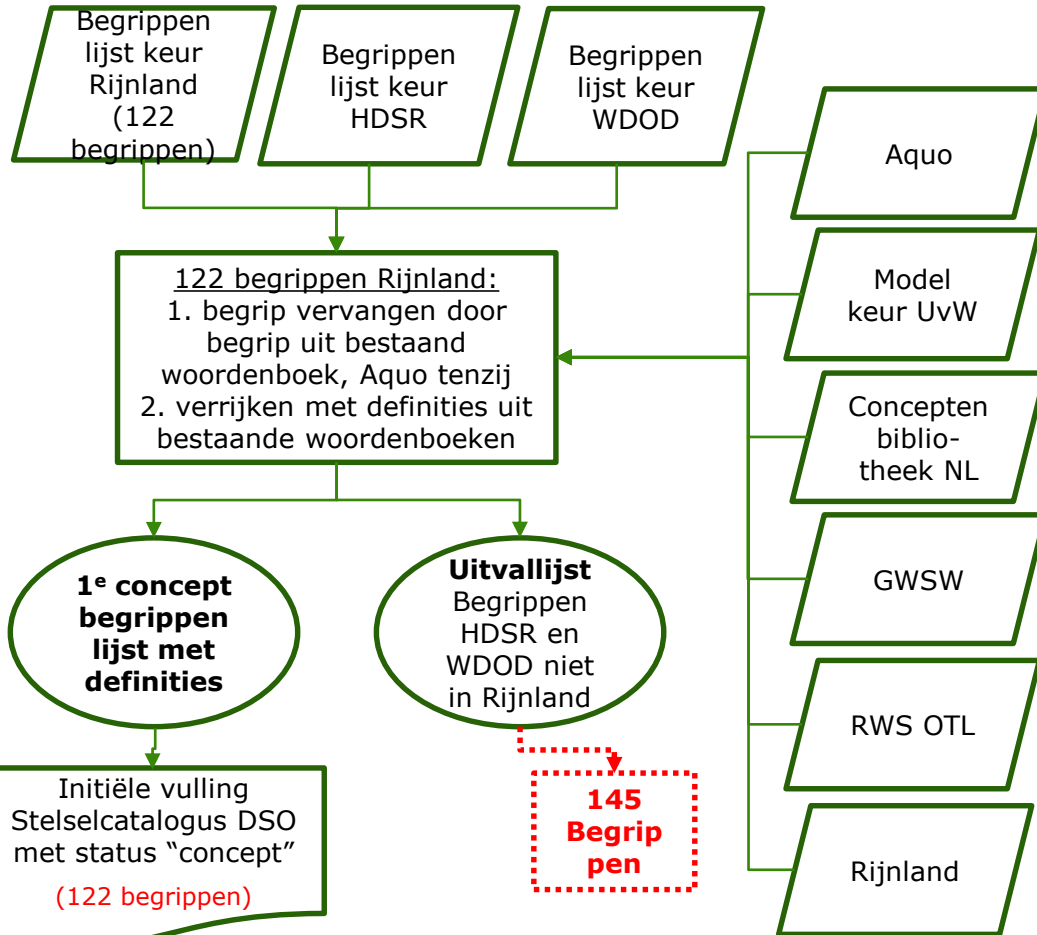 Begrippen
lijst keur
Rijnland
(122
begrippen)
Begrippen
lijst keur
HDSR
Begrippen
lijst keur
WDOD
Aquo
Model
keur UvW
Concepten
biblio-
theek NL
GWSW
RWS OTL
Rijnland
122 begrippen Rijnland:
1. begrip vervangen door
begrip uit bestaand
woordenboek, Aquo tenzij
2. verrijken met definities uit
bestaande woordenboeken
1e concept
begrippen
lijst met
definities
Uitvallijst
Begrippen
HDSR en
WDOD niet
in Rijnland
Initiële vulling
Stelselcatalogus DSO
met status “concept”
(122 begrippen)
145
Begrip
pen